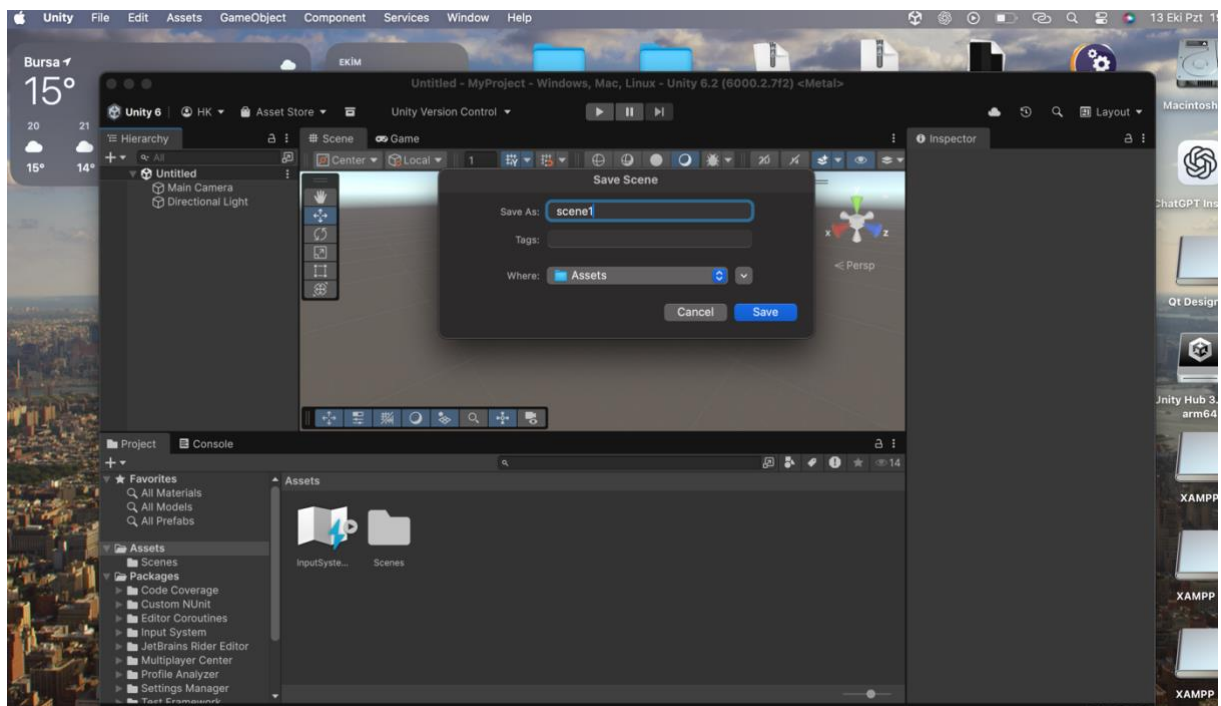 Unity File Edit Assets GameObject Component Services Window Help
13 Eki Pzt
Bursa
15°
20 21
15° 14°
EKİM
Untitled - MyProject - Windows, Mac, Linux - Unity 6.2 (6000.2.7f2) <Metal>
Unity 6 HK Asset Store Unity Version Control Layout
Hierarchy
All
Untitled
Main Camera
Directional Light
Scene Game
Center Local 1 2D
Save Scene
Save As: scene1
Tags:
Where: Assets
Cancel Save
x z
Persp
Inspector
Project Console
14
Favorites
All Materials
All Models
All Prefabs
Assets
Scenes
Packages
Code Coverage
Custom NUnit
Editor Coroutines
Input System
JetBrains Rider Editor
Multiplayer Center
Profile Analyzer
Settings Manager
Test Framework
Assets
InputSyste... Scenes
Macintosh
ChatGPT Ins
Qt Design
Unity Hub 3.
arm64
XAMPP
XAMPP
XAMPP